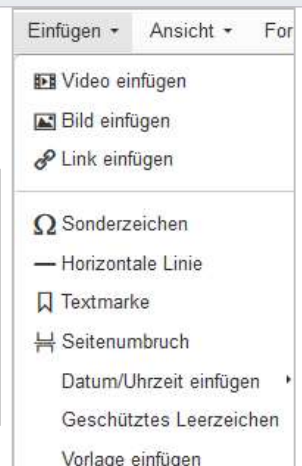 Einfügen Ansicht For
Video einfügen
Bild einfügen
Link einfügen
Sonderzeichen
Horizontale Linie
Textmarke
Seitenumbruch
Datum/Uhrzeit einfügen
Geschütztes Leerzeichen
Vorlage einfügen